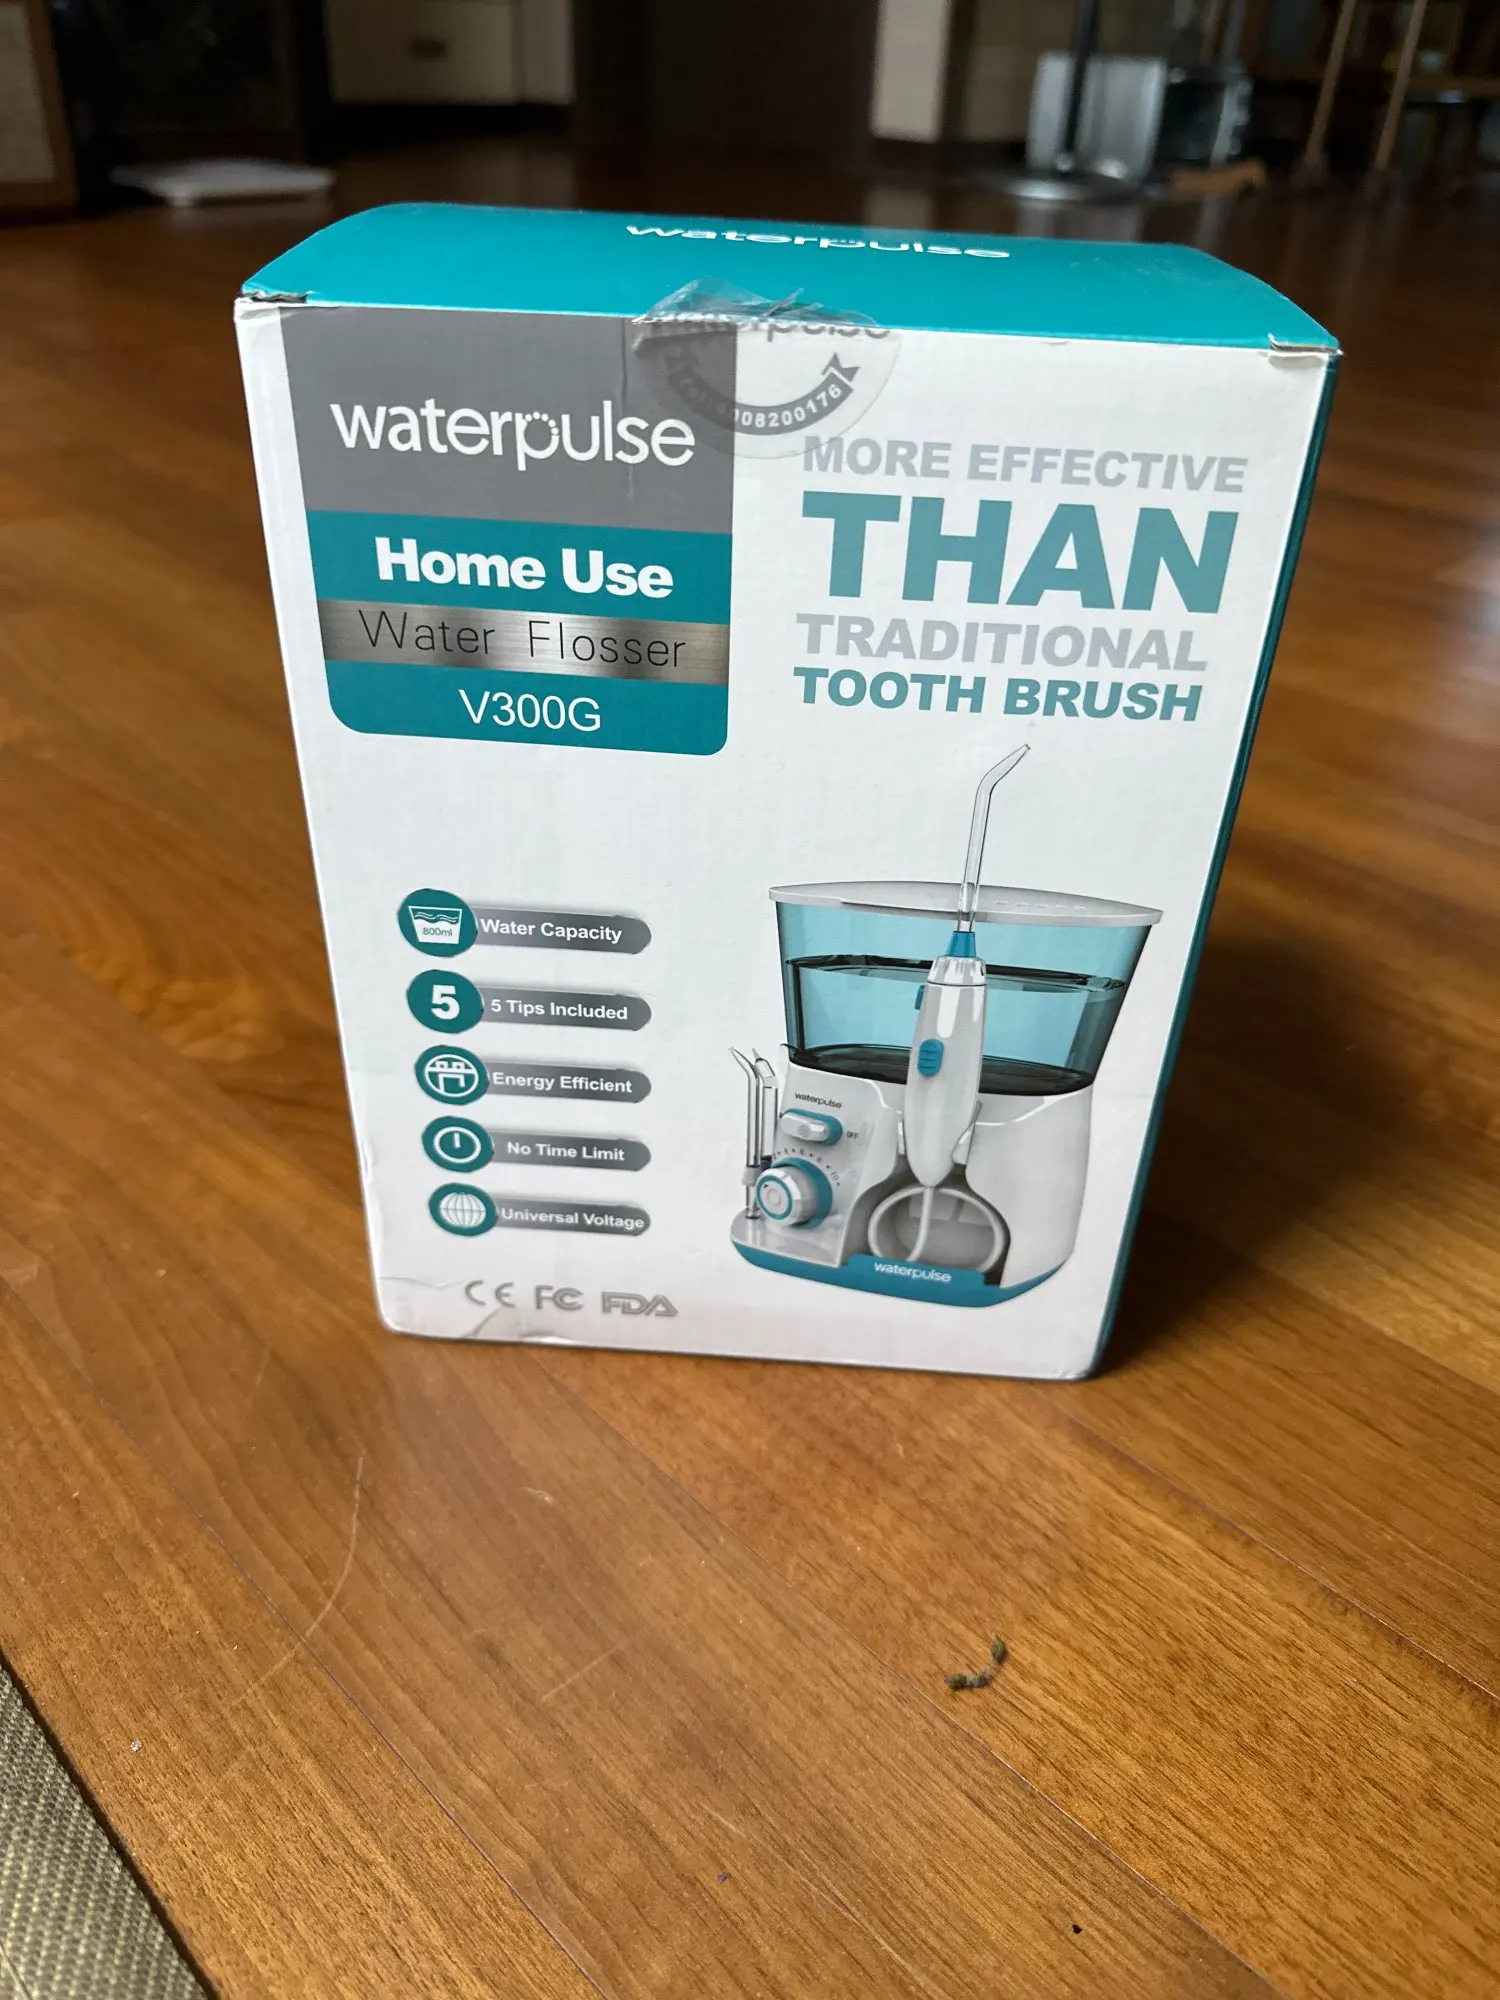 waterpulse
waterpulse
Home Use
Water Flosser
V300G
MORE EFFECTIVE
THAN
TRADITIONAL
TOOTH BRUSH
800ml
Water Capacity
5
5 Tips Included
Energy Efficient
No Time Limit
Universal Voltage
CE FC FDA
waterpulse
OFF
waterpulse